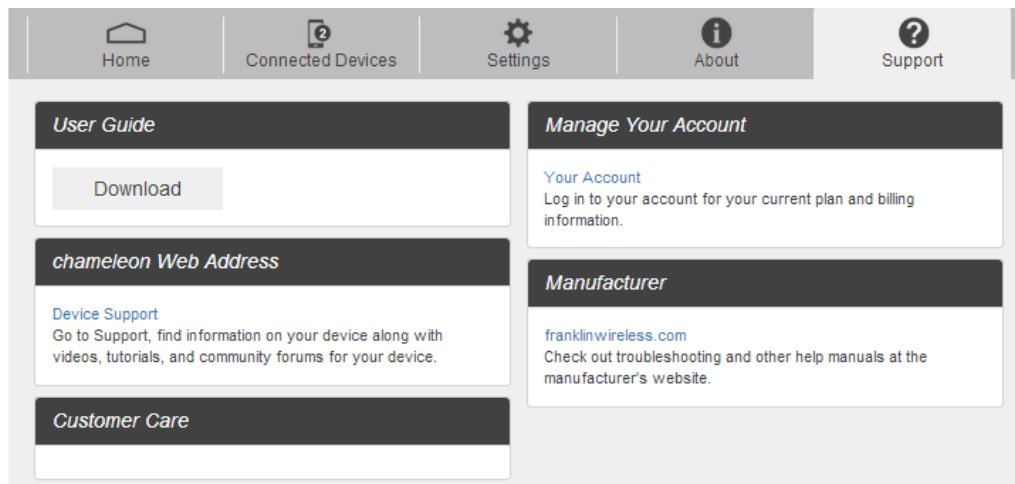 2
Home
Connected Devices
Settings
About
Support
User Guide
Download
chameleon Web Address
Device Support
Go to Support, find information on your device along with
videos, tutorials, and community forums for your device.
Customer Care
Manage Your Account
Your Account
Log in to your account for your current plan and billing
information.
Manufacturer
franklinwireless.com
Check out troubleshooting and other help manuals at the
manufacturer's website.